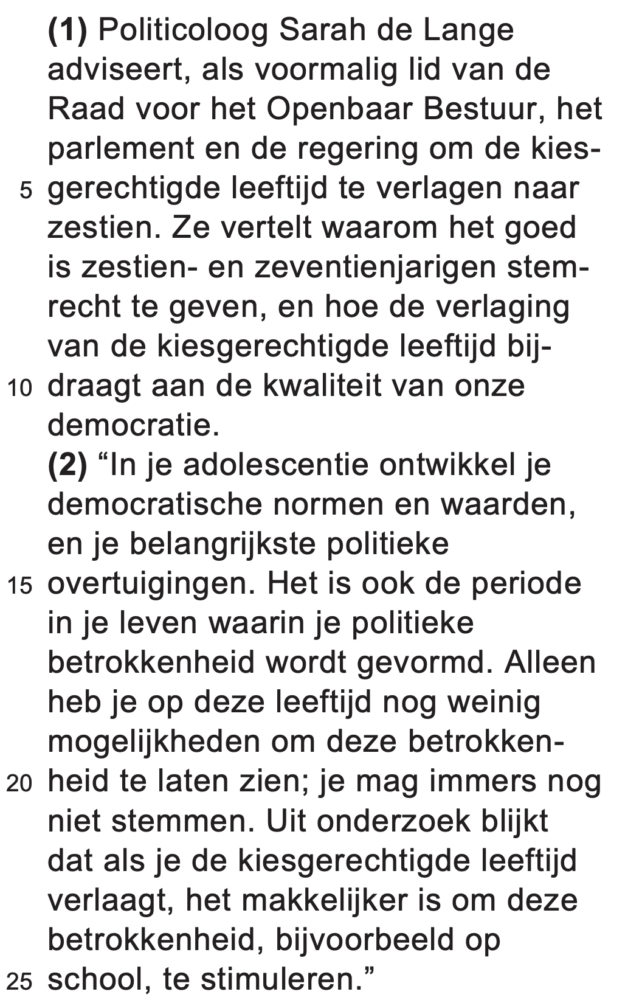 (1) Politicoloog Sarah de Lange
adviseert, als voormalig lid van de
Raad voor het Openbaar Bestuur, het
parlement en de regering om de kies-
5 gerechtigde leeftijd te verlagen naar
zestien. Ze vertelt waarom het goed
is zestien- en zeventienjarigen stem-
recht te geven, en hoe de verlaging
van de kiesgerechtigde leeftijd bij-
10 draagt aan de kwaliteit van onze
democratie.
(2) “In je adolescentie ontwikkel je
democratische normen en waarden,
en je belangrijkste politieke
15 overtuigingen. Het is ook de periode
in je leven waarin je politieke
betrokkenheid wordt gevormd. Alleen
heb je op deze leeftijd nog weinig
mogelijkheden om deze betrokken-
20 heid te laten zien; je mag immers nog
niet stemmen. Uit onderzoek blijkt
dat als je de kiesgerechtigde leeftijd
verlaagt, het makkelijker is om deze
betrokkenheid, bijvoorbeeld op
25 school, te stimuleren.”